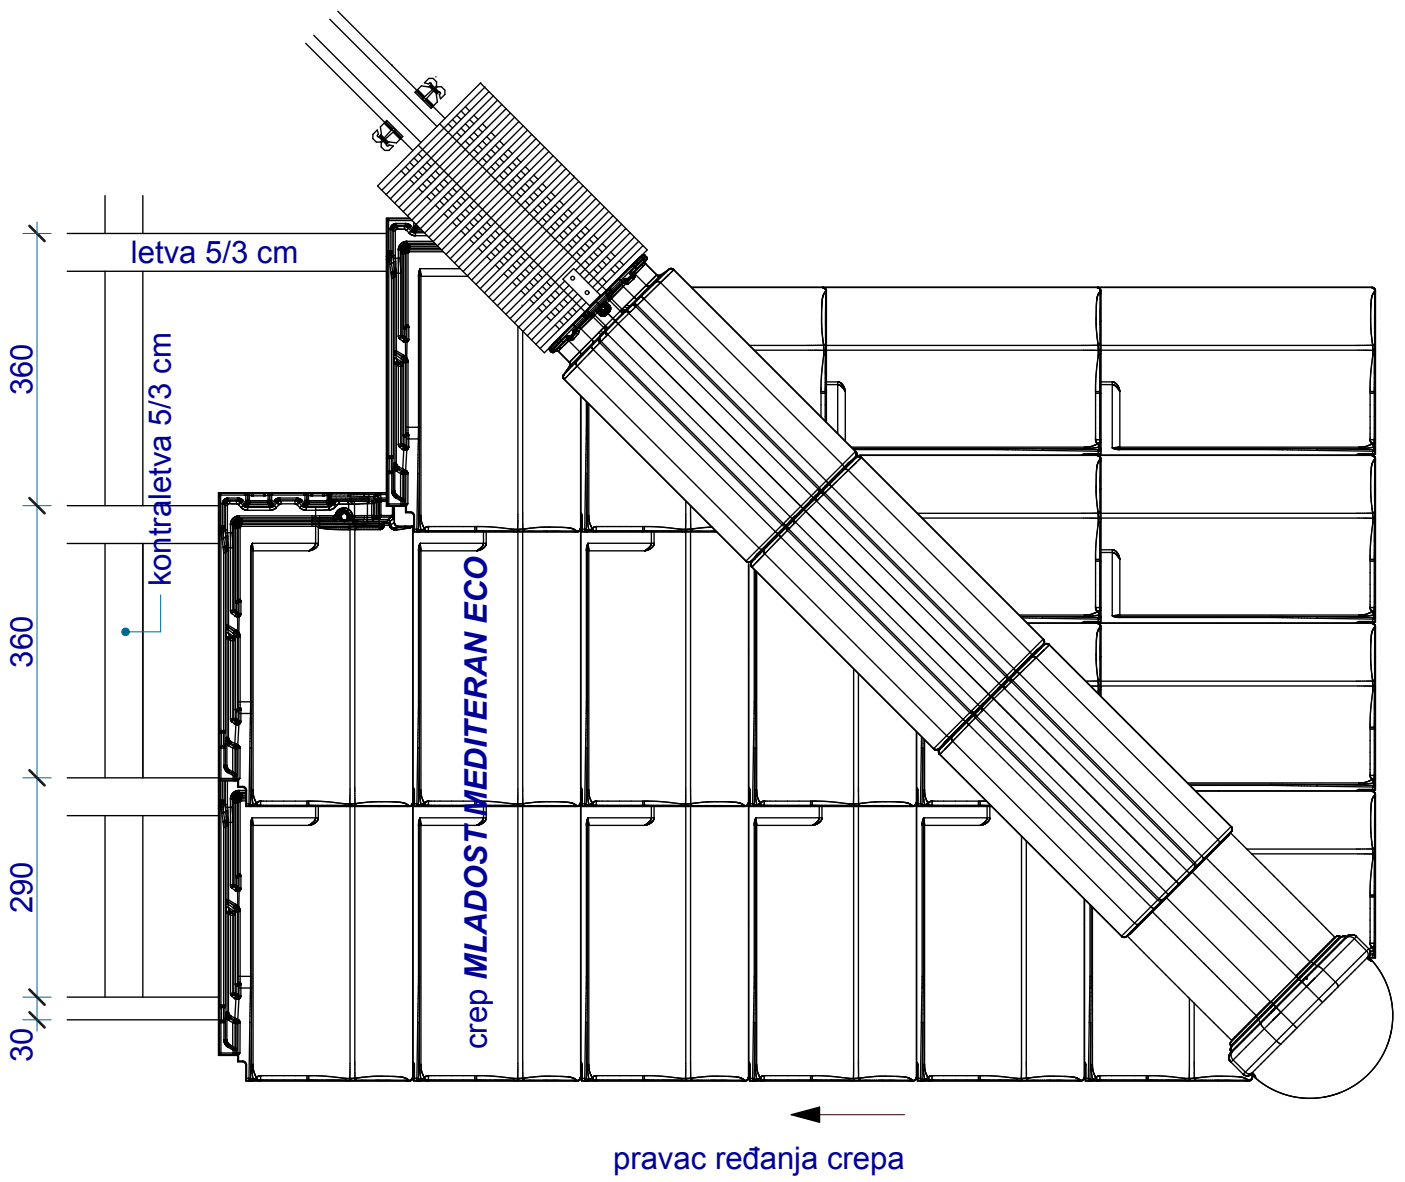 letva 5/3 cm
360
kontraletva 5/3 cm
360
crep MLADOST MEDITERAN ECO
290
30
pravac ređanja crepa